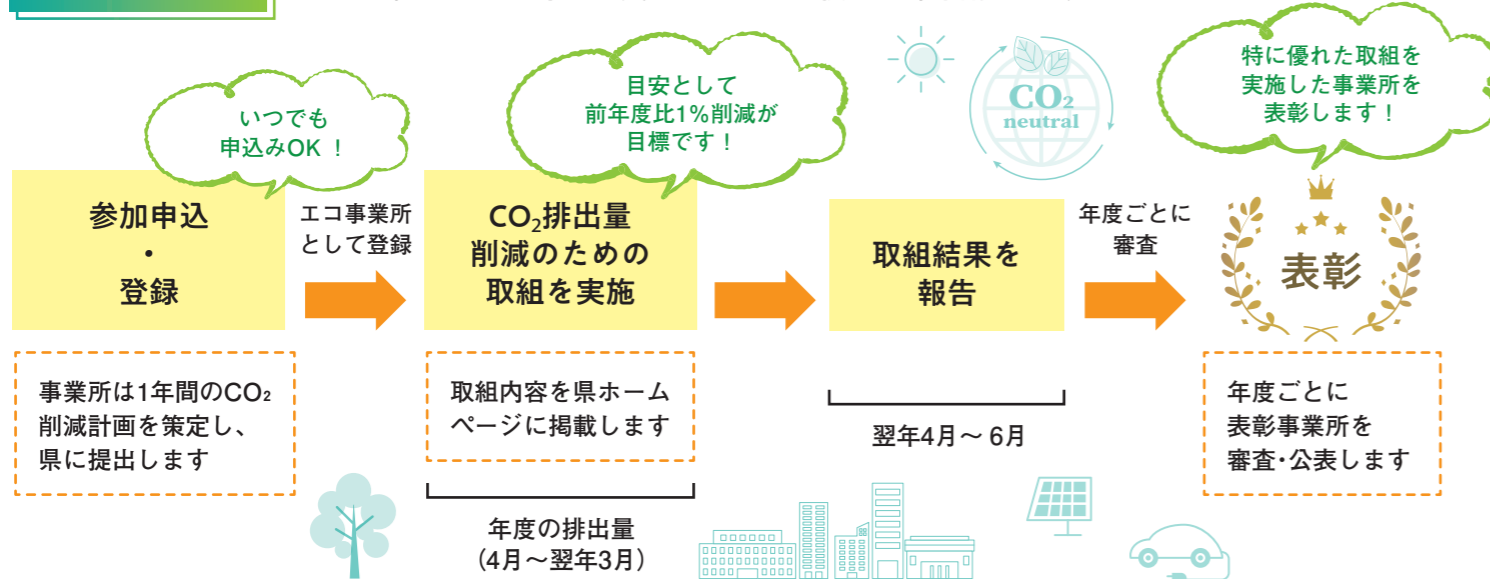 いつでも
申込みOK！
目安として
前年度比1%削減が
目標です！
CO₂
neutral
特に優れた取組を
実施した事業所を
表彰します！
参加申込
・
登録
エコ事業所
として登録
CO₂排出量
削減のための
取組を実施
取組結果を
報告
年度ごとに
審査
表彰
事業所は1年間のCO₂
削減計画を策定し、
県に提出します
取組内容を県ホーム
ページに掲載します
年度の排出量
(4月～翌年3月)
翌年4月～6月
年度ごとに
表彰事業所を
審査・公表します